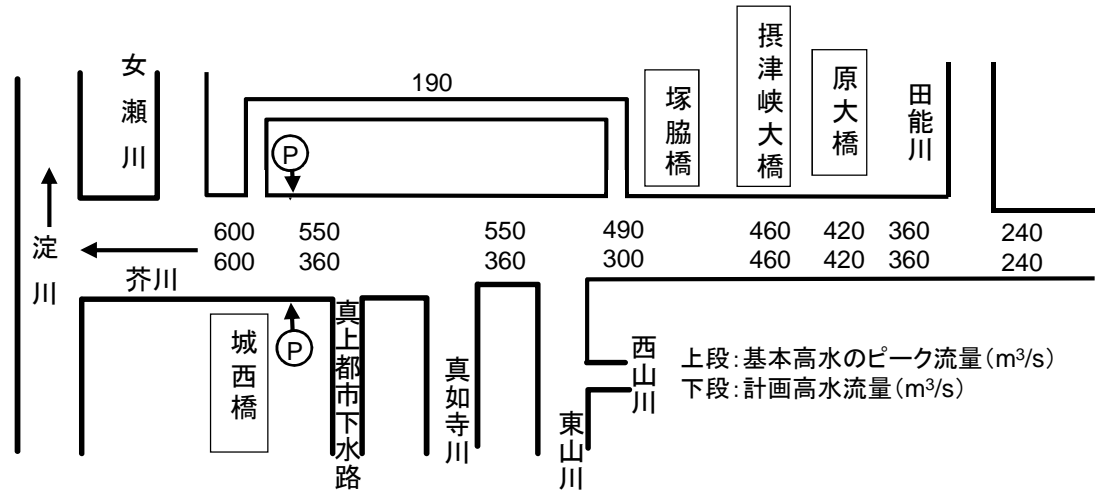 女瀬川
190
塚脇橋
摂津峡大橋
原大橋
田能川
P
淀川
600 550 550 490 460 420 360 240
600 360 360 300 460 420 360 240
芥川
城西橋
P
真上都市下水路
真如寺川
東山川
西山川
上段：基本高水のピーク流量（m³/s）
下段：計画高水流量（m³/s）